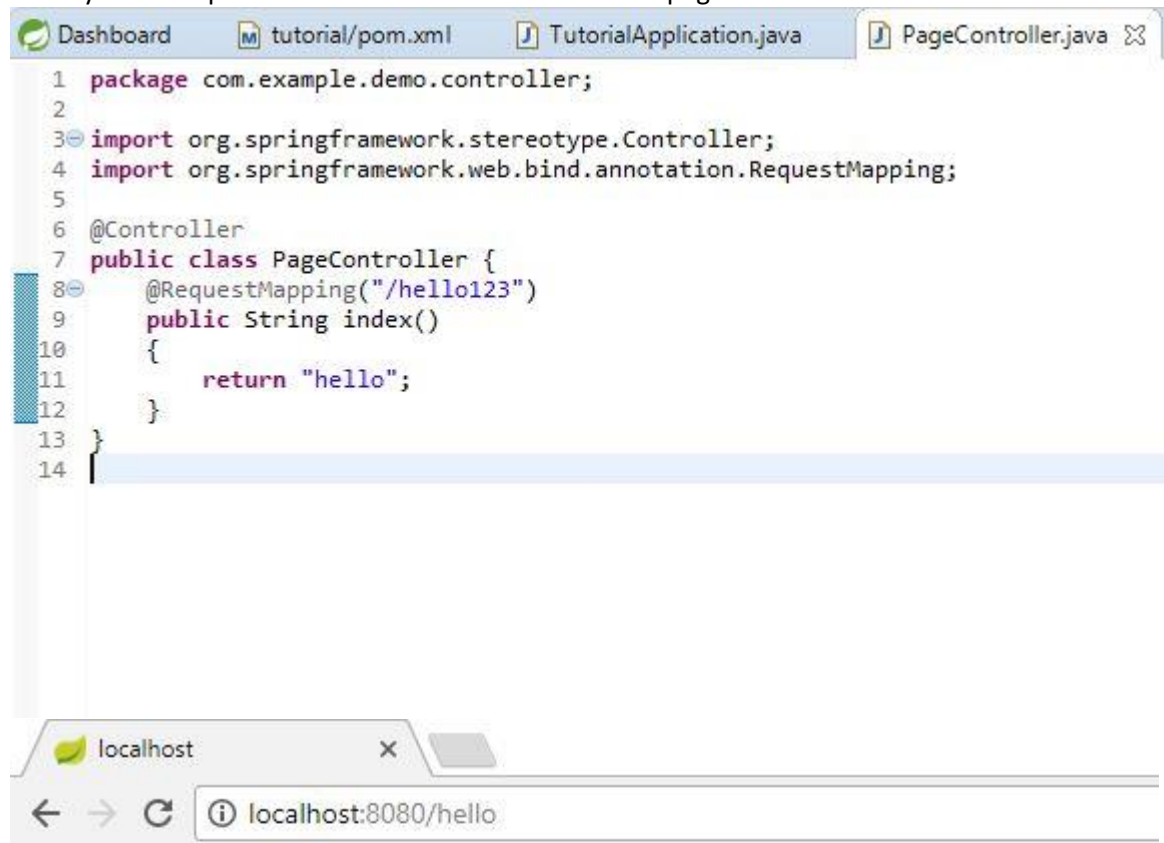 Dashboard tutorial/pom.xml TutorialApplication.java PageController.java
1 package com.example.demo.controller;
2
3 import org.springframework.stereotype.Controller;
4 import org.springframework.web.bind.annotation.RequestMapping;
5
6 @Controller
7 public class PageController {
8 @RequestMapping("/hello123")
9 public String index()
10 {
11 return "hello";
12 }
13 }
14
localhost
localhost:8080/hello